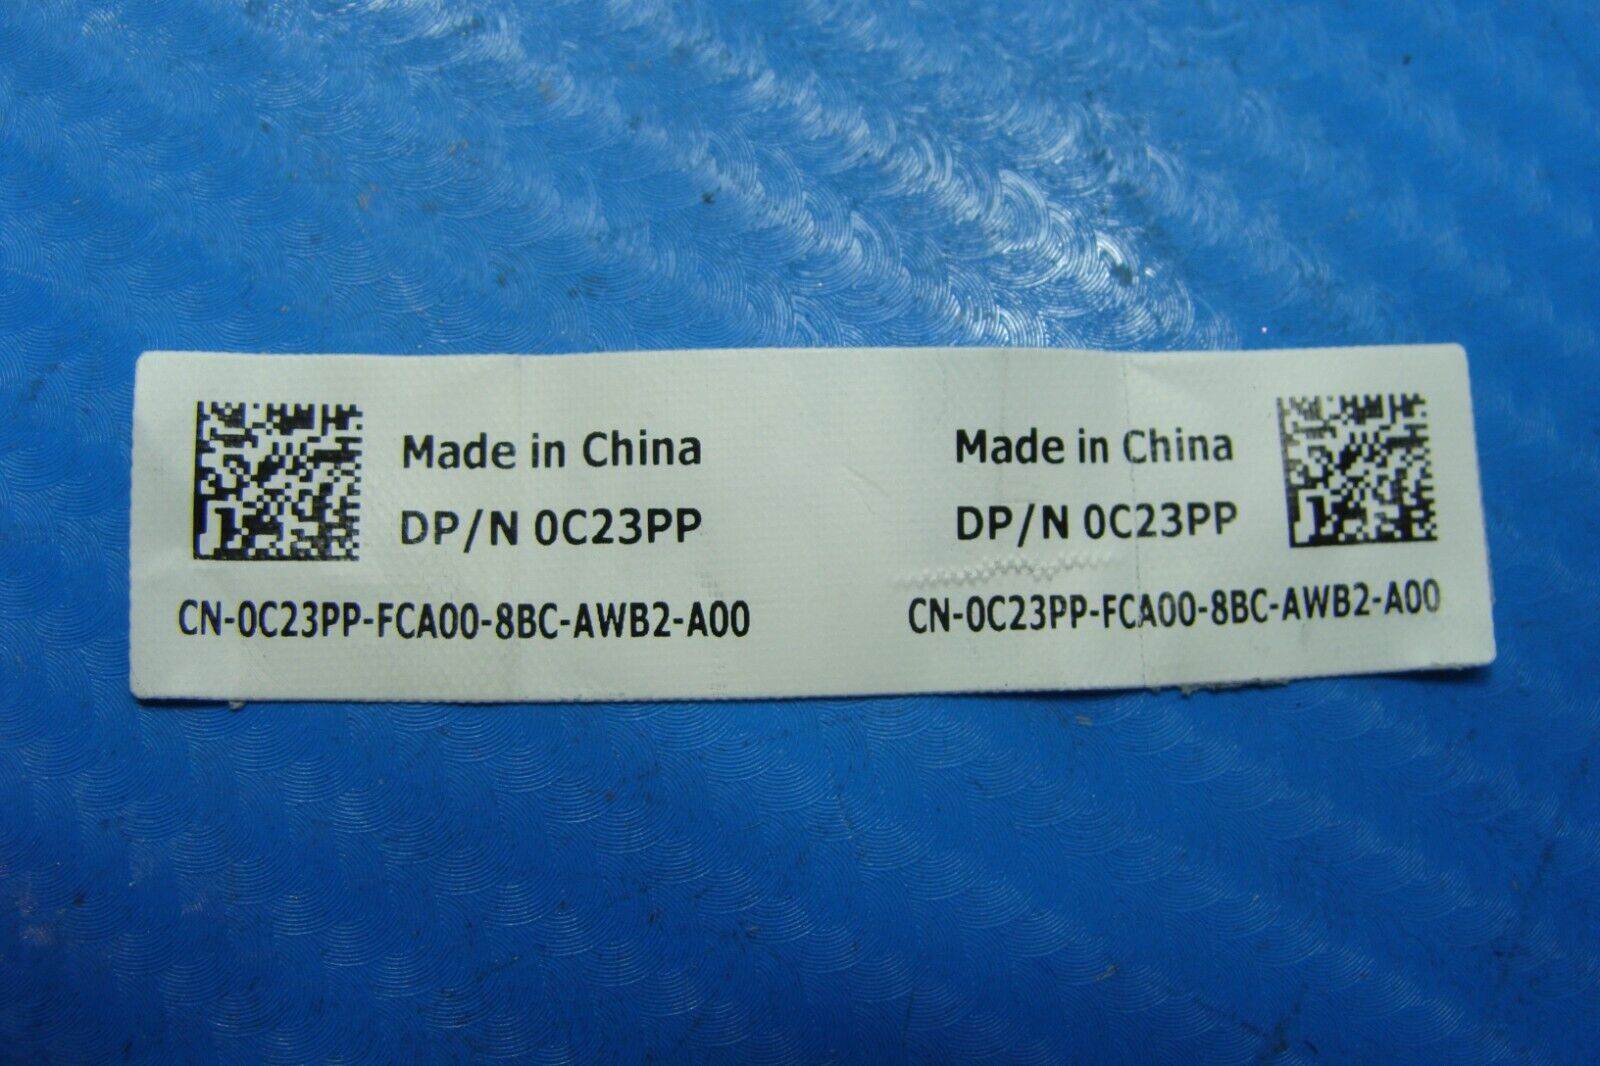 Made in China
DP/N 0C23PP
CN-0C23PP-FCA00-8BC-AWB2-A00
Made in China
DP/N 0C23PP
CN-0C23PP-FCA00-8BC-AWB2-A00